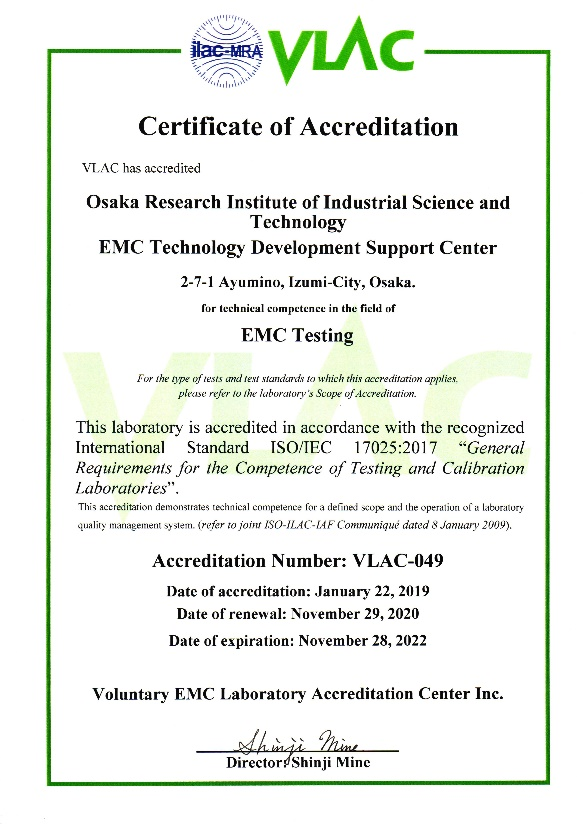 ilac-MRA VLAC
Certificate of Accreditation
VLAC has accredited
Osaka Research Institute of Industrial Science and
Technology
EMC Technology Development Support Center
2-7-1 Ayumino, Izumi-City, Osaka.
for technical competence in the field of
EMC Testing
VLAC
For the type of tests and test standards to which this accreditation applies,
please refer to the laboratory's Scope of Accreditation.
This laboratory is accredited in accordance with the recognized
International Standard ISO/IEC 17025:2017 “General
Requirements for the Competence of Testing and Calibration
Laboratories”.
This accreditation demonstrates technical competence for a defined scope and the operation of a laboratory
quality management system. (refer to joint ISO-ILAC-IAF Communiqué dated 8 January 2009).
Accreditation Number: VLAC-049
Date of accreditation: January 22, 2019
Date of renewal: November 29, 2020
Date of expiration: November 28, 2022
Voluntary EMC Laboratory Accreditation Center Inc.
Shinji Mine
Director: Shinji Mine